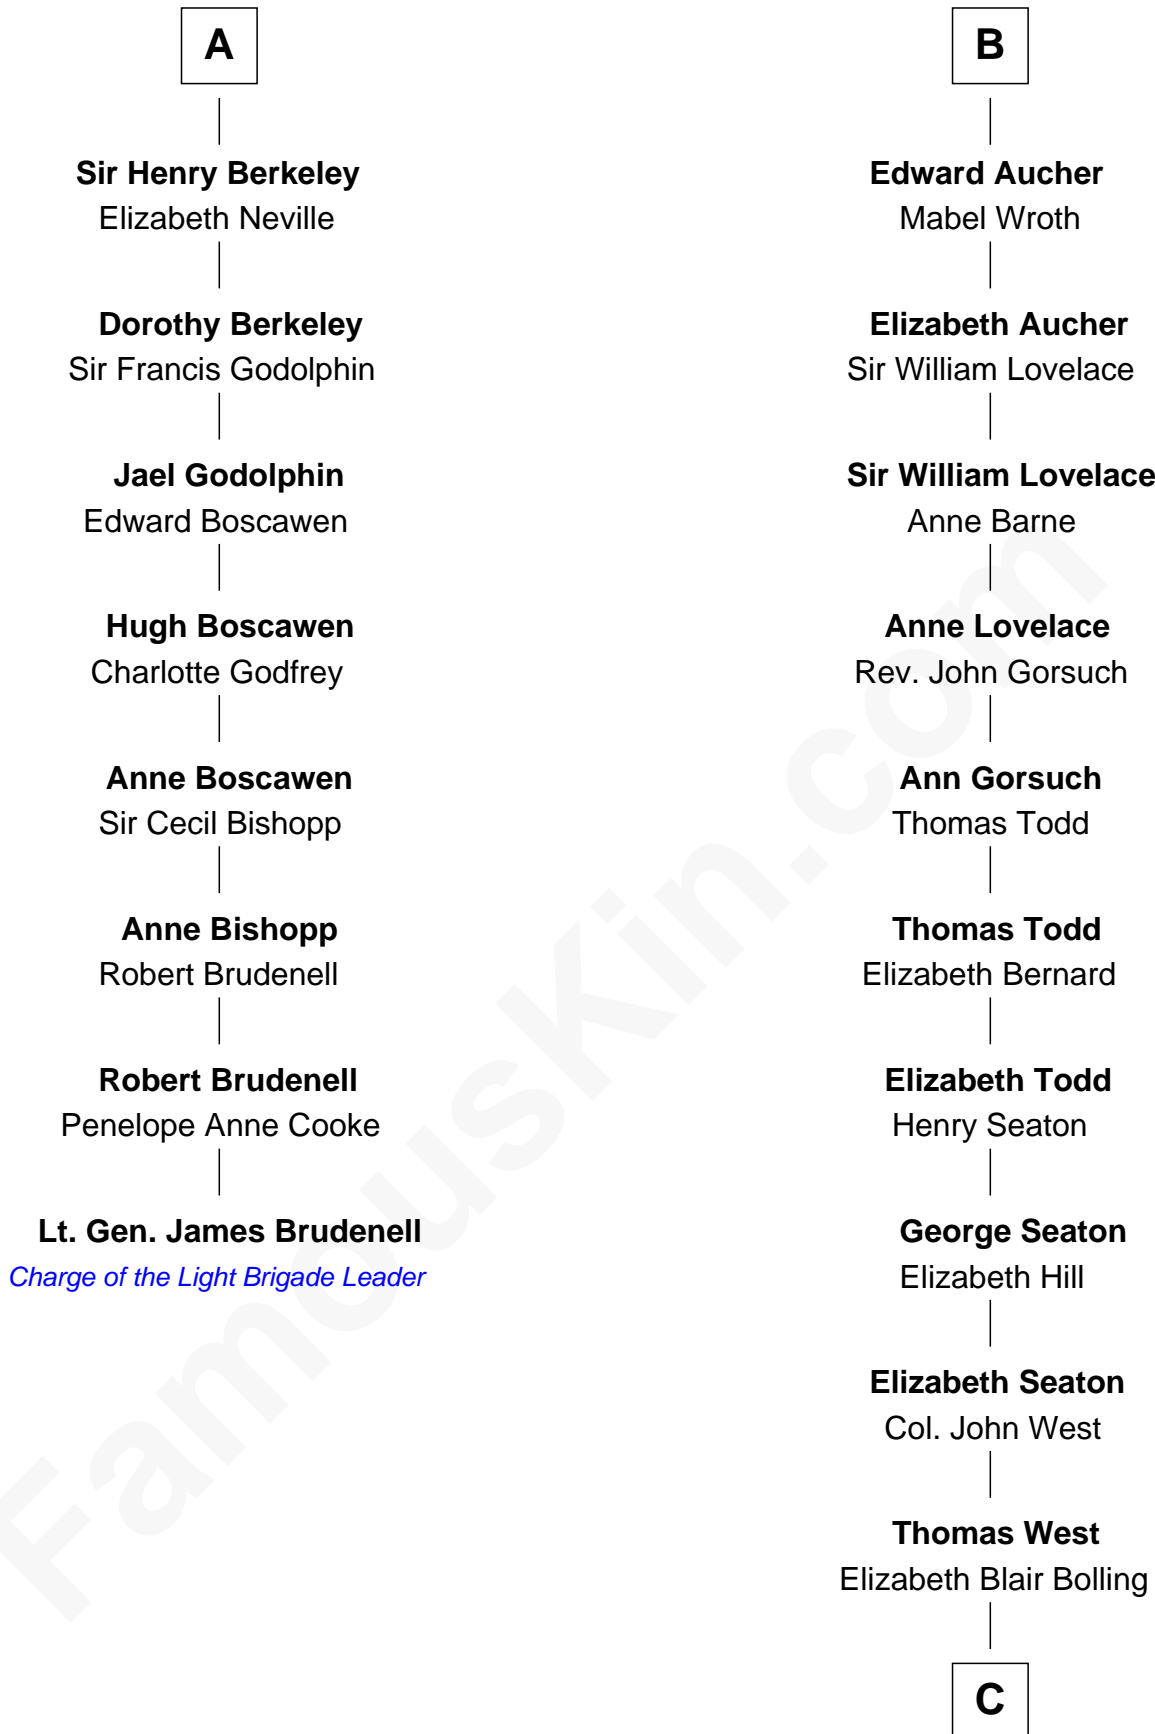 A
Sir Henry Berkeley
Elizabeth Neville
Dorothy Berkeley
Sir Francis Godolphin
Jael Godolphin
Edward Boscawen
Hugh Boscawen
Charlotte Godfrey
Anne Boscawen
Sir Cecil Bishopp
Anne Bishopp
Robert Brudenell
Robert Brudenell
Penelope Anne Cooke
Lt. Gen. James Brudenell
Charge of the Light Brigade Leader
B
Edward Aucher
Mabel Wroth
Elizabeth Aucher
Sir William Lovelace
Sir William Lovelace
Anne Barne
Anne Lovelace
Rev. John Gorsuch
Ann Gorsuch
Thomas Todd
Thomas Todd
Elizabeth Bernard
Elizabeth Todd
Henry Seaton
George Seaton
Elizabeth Hill
Elizabeth Seaton
Col. John West
Thomas West
Elizabeth Blair Bolling
C
FamousKin.com